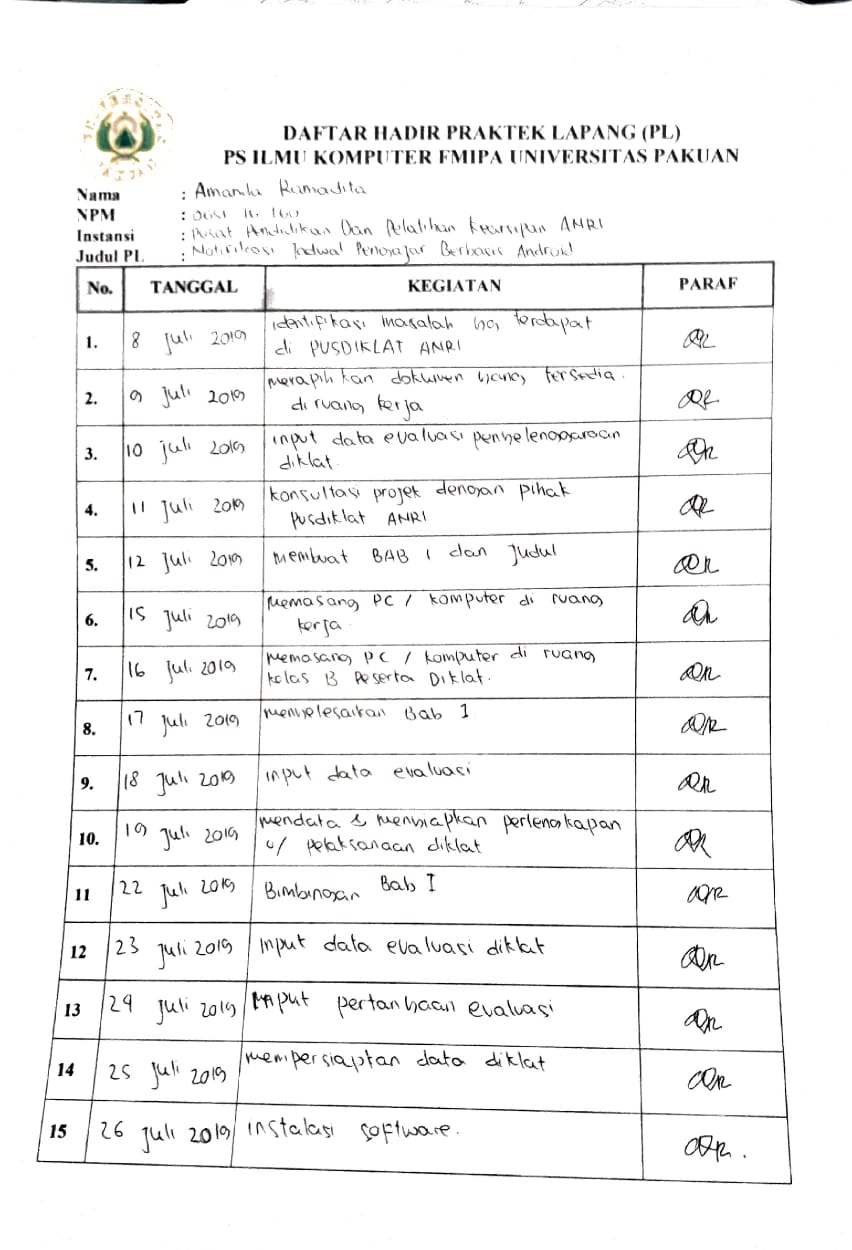 DAFTAR HADIR PRAKTEK LAPANG (PL)
PS ILMU KOMPUTER FMIPA UNIVERSITAS PAKUAN
Nama : Amanda Ramadita
NPM :
Instansi : Pusat Pendidikan Dan Pelatihan Kearsipan ANRI
Judul PL : Notifikasi Jadwal Pengajar Berbasis Android
No. TANGGAL KEGIATAN PARAF
1. 8 Juli 2019 identifikasi masalah yg terdapat
di PUSDIKLAT ANRI
2. 9 Juli 2019 merapihkan dokumen yang tersedia.
di ruang kerja
3. 10 Juli 2019 input data evaluasi penyelenggaraan
diklat.
4. 11 Juli 2019 konsultasi projek dengan pihak
pusdiklat ANRI
5. 12 Juli 2019 membuat BAB 1 dan Judul
6. 15 Juli 2019 Memasang PC / komputer di ruang
kerja.
7. 16 Juli 2019 Memasang PC / komputer di ruang
kelas B Peserta Diklat.
8. 17 Juli 2019 menyelesaikan Bab I
9. 18 Juli 2019 input data evaluasi
10. 19 Juli 2019 mendata & menyiapkan perlengkapan
u/ pelaksanaan diklat
11 22 Juli 2019 Bimbingan Bab I
12 23 Juli 2019 input data evaluasi diklat
13 24 Juli 2019 input pertanyaan evaluasi
14 25 Juli 2019 mempersiapkan data diklat
15 26 Juli 2019 instalasi software.